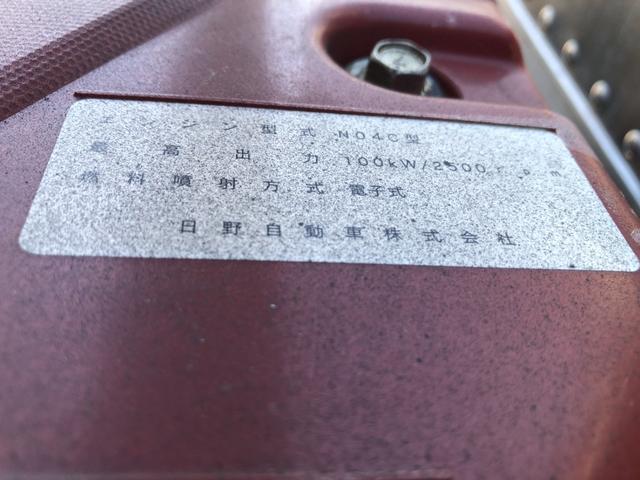 エンジン型式 N04C型
最高出力 100kW/2500r.p.m
燃料噴射方式 電子式
日野自動車株式会社